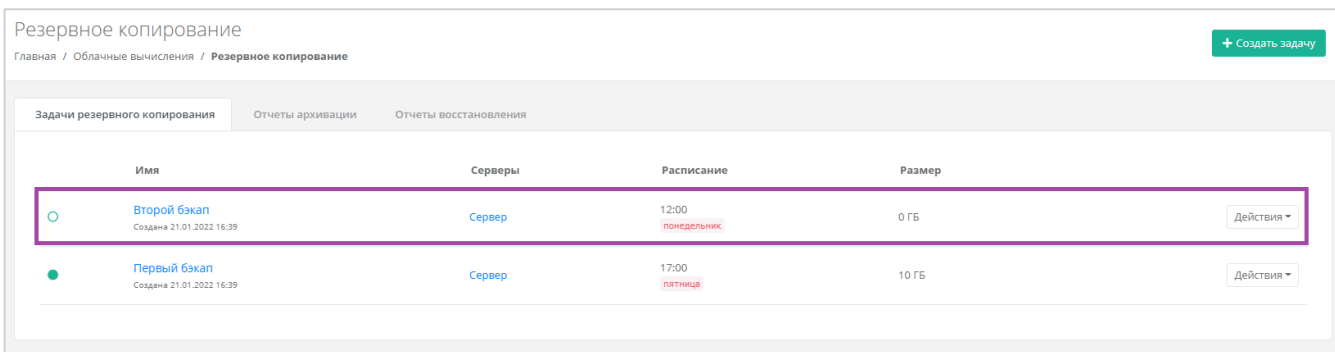 Резервное копирование
Главная / Облачные вычисления / Резервное копирование
+ Создать задачу
Задачи резервного копирования Отчеты архивации Отчеты восстановления
Имя Серверы Расписание Размер
Второй бэкап Сервер 12:00 0 ГБ Действия
Создана 21.01.2022 16:39 понедельник
Первый бэкап Сервер 17:00 10 ГБ Действия
Создана 21.01.2022 16:39 пятница